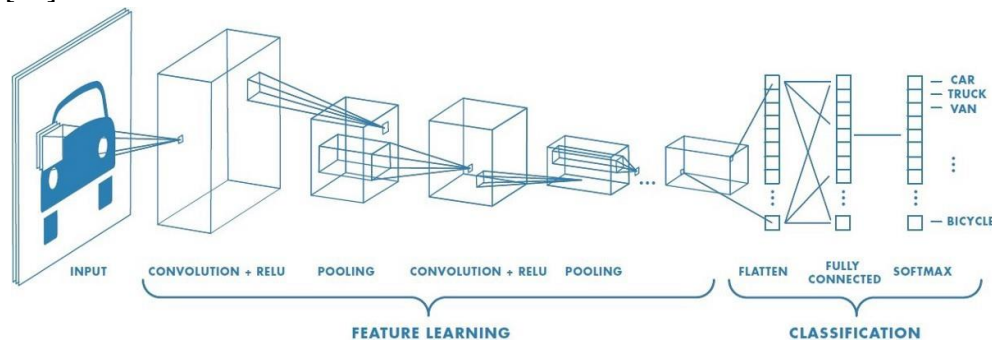 CAR
TRUCK
VAN
BICYCLE
INPUT
CONVOLUTION + RELU
POOLING
CONVOLUTION + RELU
POOLING
FLATTEN
FULLY
CONNECTED
SOFTMAX
FEATURE LEARNING
CLASSIFICATION